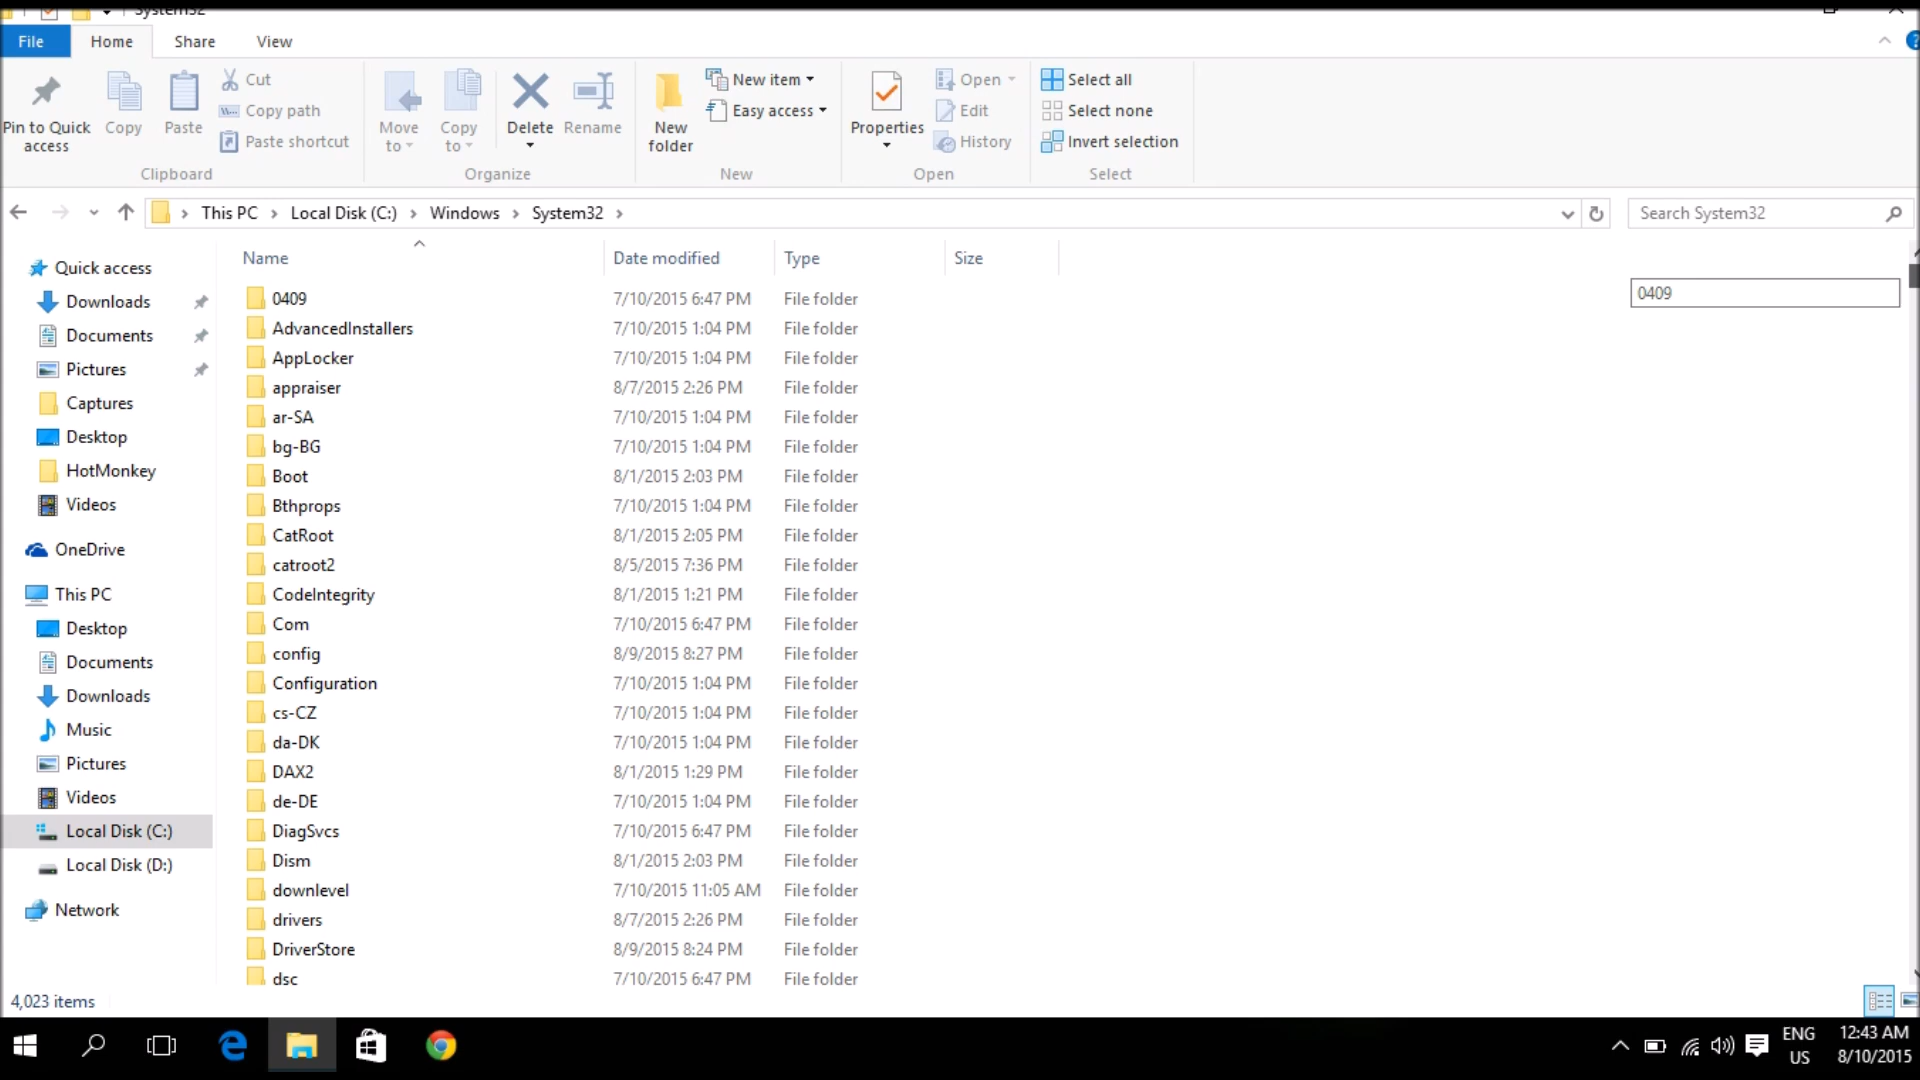 System32
File Home Share View
Pin to Quick access
Copy
Paste
Cut
Copy path
Paste shortcut
Clipboard
Move to
Copy to
Delete
Rename
Organize
New folder
New item
Easy access
New
Properties
Open
Edit
History
Open
Select all
Select none
Invert selection
Select
This PC > Local Disk (C:) > Windows > System32 >
Search System32
Quick access
Downloads
Documents
Pictures
Captures
Desktop
HotMonkey
Videos
OneDrive
This PC
Desktop
Documents
Downloads
Music
Pictures
Videos
Local Disk (C:)
Local Disk (D:)
Network
Name Date modified Type Size
0409 7/10/2015 6:47 PM File folder
AdvancedInstallers 7/10/2015 1:04 PM File folder
AppLocker 7/10/2015 1:04 PM File folder
appraiser 8/7/2015 2:26 PM File folder
ar-SA 7/10/2015 1:04 PM File folder
bg-BG 7/10/2015 1:04 PM File folder
Boot 8/1/2015 2:03 PM File folder
Bthprops 7/10/2015 1:04 PM File folder
CatRoot 8/1/2015 2:05 PM File folder
catroot2 8/5/2015 7:36 PM File folder
CodeIntegrity 8/1/2015 1:21 PM File folder
Com 7/10/2015 6:47 PM File folder
config 8/9/2015 8:27 PM File folder
Configuration 7/10/2015 1:04 PM File folder
cs-CZ 7/10/2015 1:04 PM File folder
da-DK 7/10/2015 1:04 PM File folder
DAX2 8/1/2015 1:29 PM File folder
de-DE 7/10/2015 1:04 PM File folder
DiagSvcs 7/10/2015 6:47 PM File folder
Dism 8/1/2015 2:03 PM File folder
downlevel 7/10/2015 11:05 AM File folder
drivers 8/7/2015 2:26 PM File folder
DriverStore 8/9/2015 8:24 PM File folder
dsc 7/10/2015 6:47 PM File folder
0409
4,023 items
ENG US
12:43 AM
8/10/2015